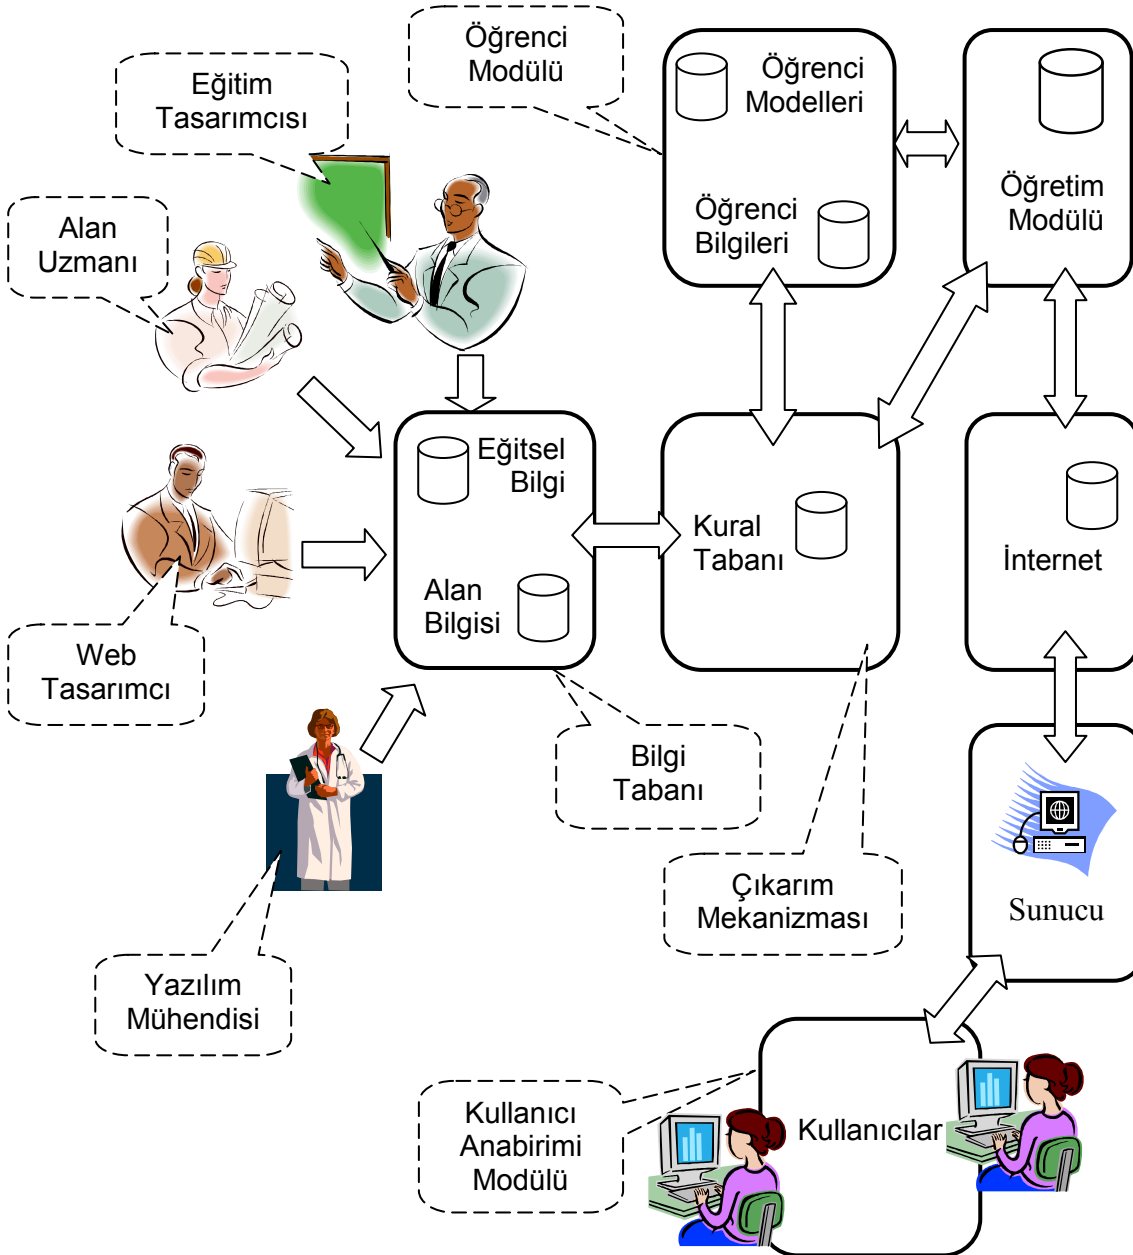 Öğrenci
Modülü
Eğitim
Tasarımcısı
Öğrenci
Modelleri
Öğrenci
Bilgileri
Öğretim
Modülü
Alan
Uzmanı
Eğitsel
Bilgi
Alan
Bilgisi
Kural
Tabanı
İnternet
Web
Tasarımcı
Bilgi
Tabanı
Çıkarım
Mekanizması
Sunucu
Yazılım
Mühendisi
Kullanıcı
Anabirimi
Modülü
Kullanıcılar